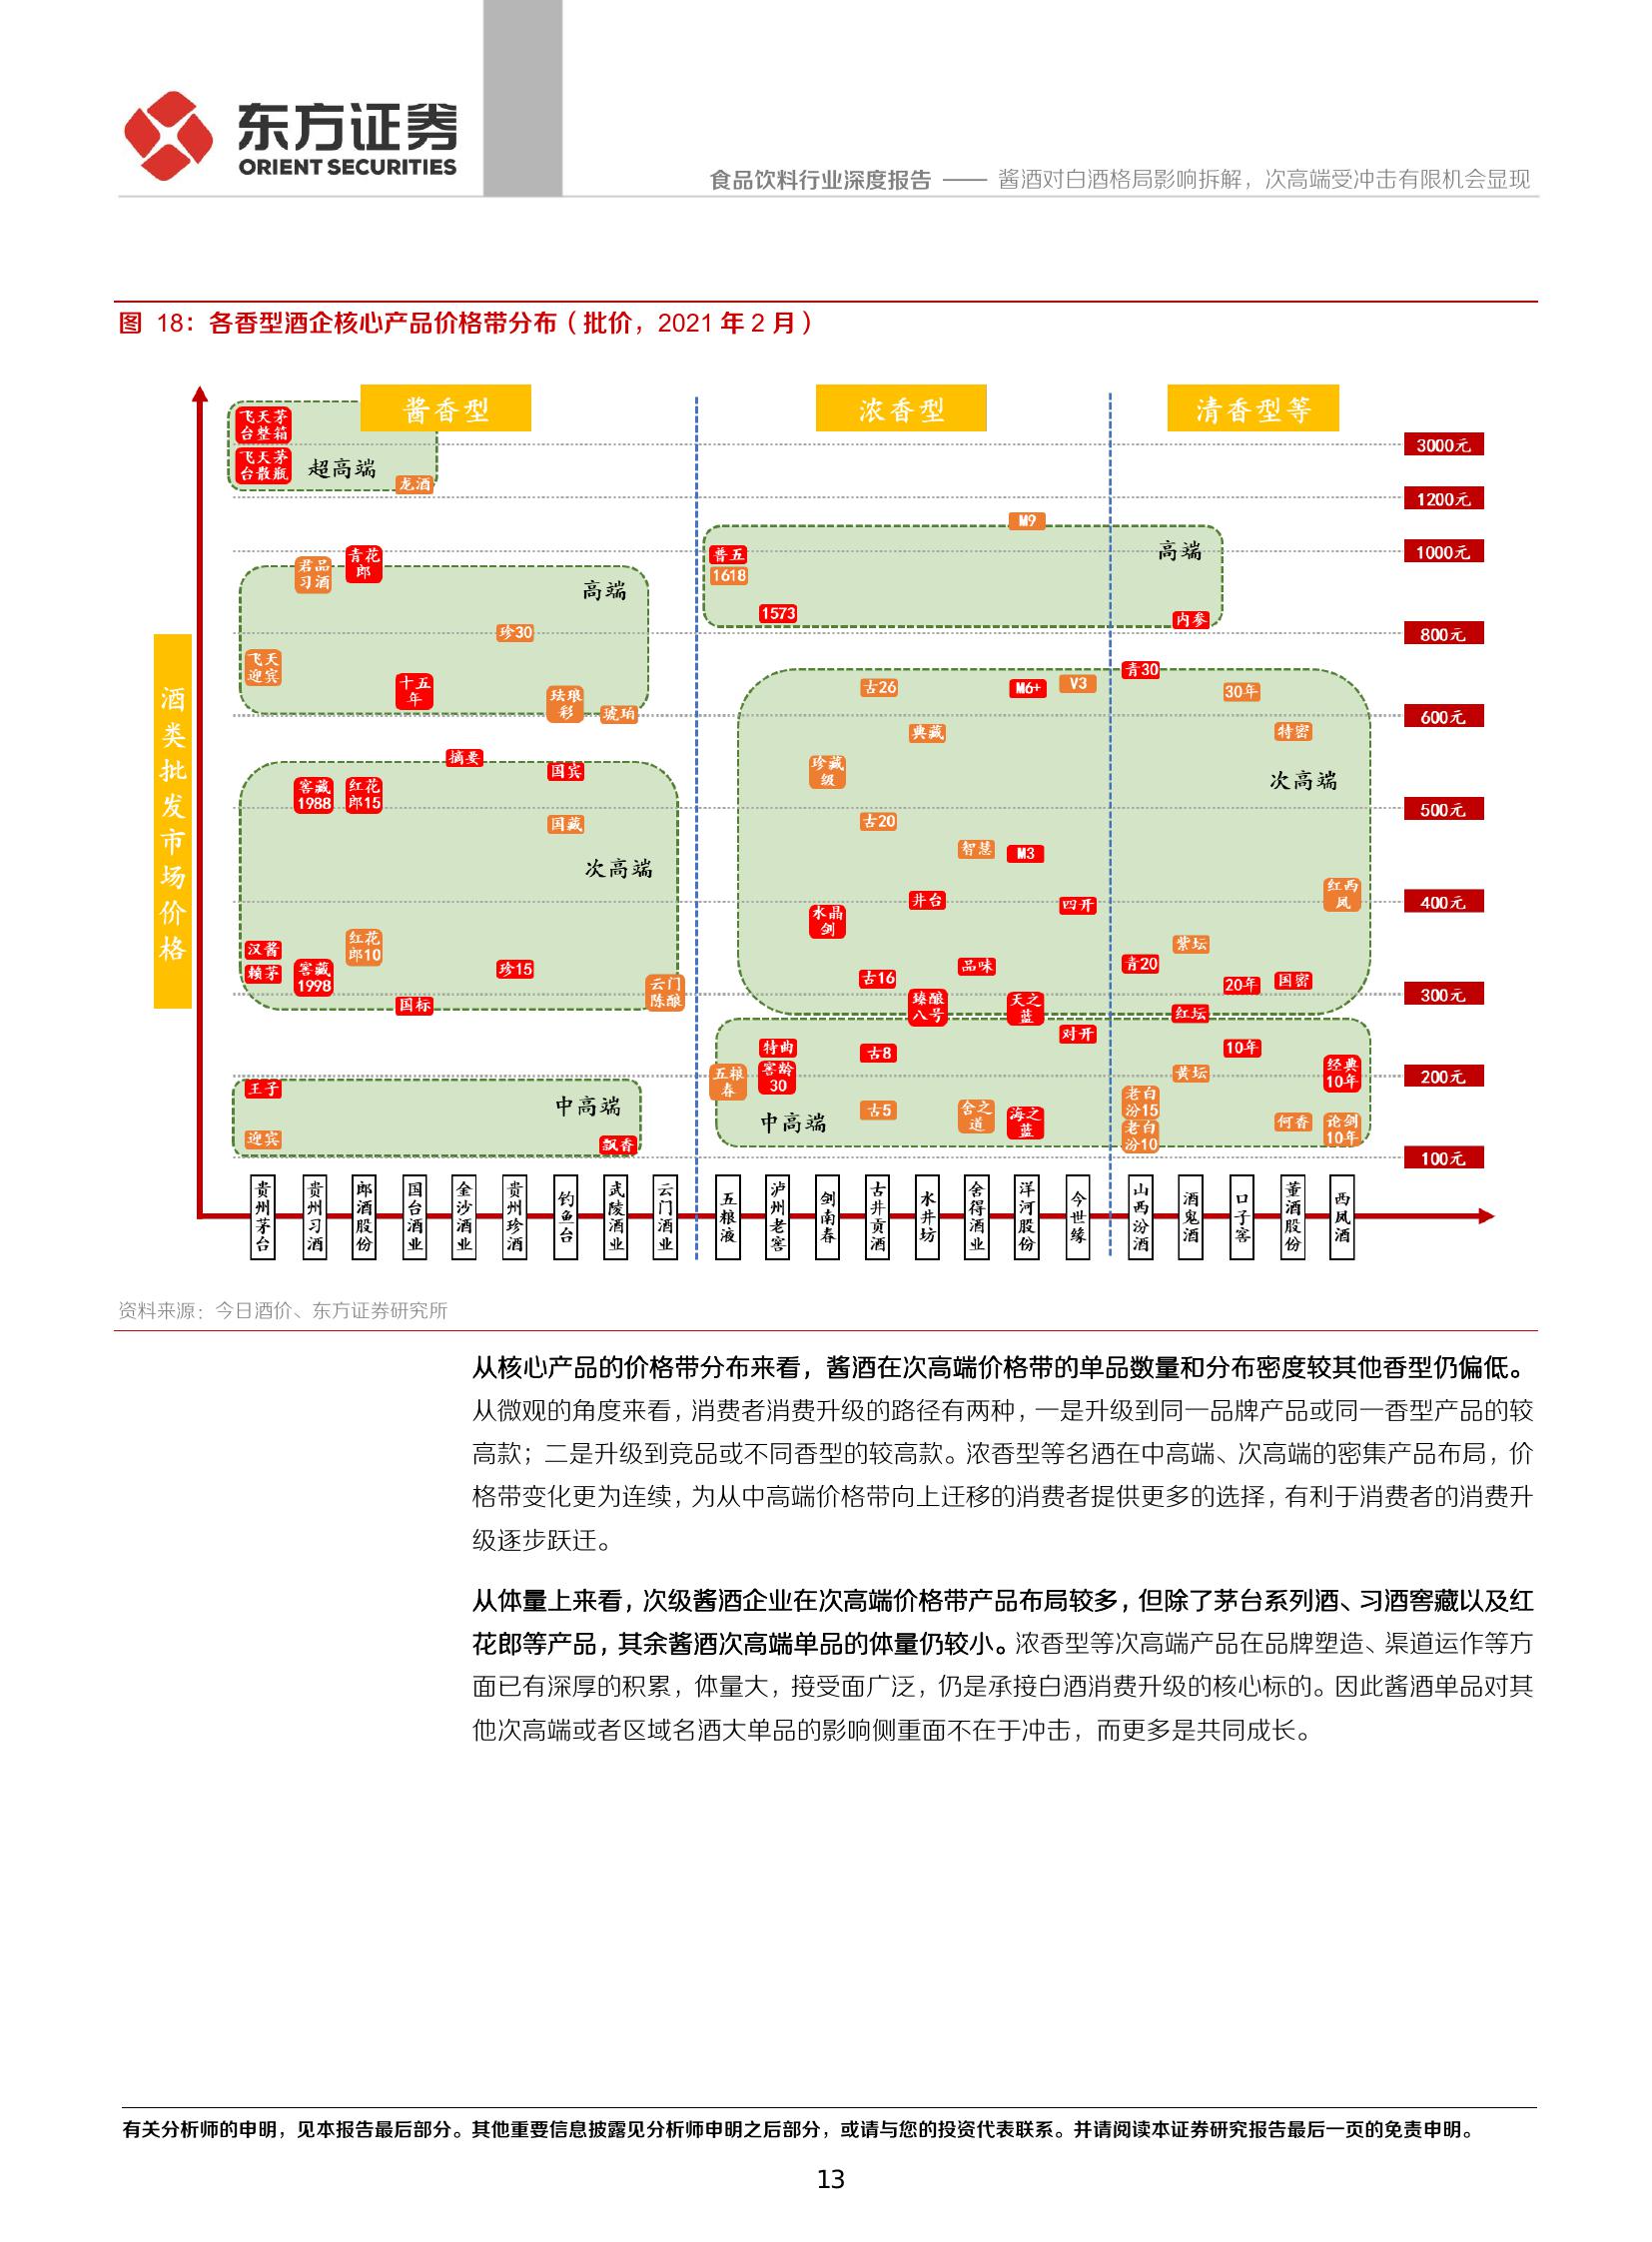 东方证券
ORIENT SECURITIES
食品饮料行业深度报告 —— 酱酒对白酒格局影响拆解，次高端受冲击有限机会显现
图 18：各香型酒企核心产品价格带分布（批价，2021 年 2 月）
酱香型
浓香型
清香型等
酒类批发市场价格
3000元
1200元
1000元
800元
600元
500元
400元
300元
200元
100元
飞天茅
台整箱
飞天茅
台散瓶
超高端
龙酒
君品
习酒
青花
郎
高端
珍30
飞天
迎宾
十五
年
珐琅
彩
琥珀
摘要
国宾
窖藏
1988
红花
郎15
国藏
次高端
红花
郎10
汉酱
赖茅
窖藏
1998
国标
珍15
云门
陈酿
王子
中高端
迎宾
飘香
M9
普五
1618
高端
1573
内参
古26
M6+
V3
青30
30年
典藏
特密
珍藏
级
次高端
古20
智慧
M3
红西
凤
井台
四开
水晶
剑
紫坛
品味
青20
古16
20年
国密
臻酿
八号
天之
蓝
红坛
对开
特曲
古8
10年
五粮
春
窖龄
30
黄坛
经典
10年
中高端
古5
舍之
道
海之
蓝
老白
汾15
老白
汾10
何香
论剑
10年
贵州茅台
贵州习酒
郎酒股份
国台酒业
金沙酒业
贵州珍酒
钓鱼台
武陵酒业
云门酒业
五粮液
泸州老窖
剑南春
古井贡酒
水井坊
舍得酒业
洋河股份
今世缘
山西汾酒
酒鬼酒
口子窖
董酒股份
西凤酒
资料来源：今日酒价、东方证券研究所
从核心产品的价格带分布来看，酱酒在次高端价格带的单品数量和分布密度较其他香型仍偏低。
从微观的角度来看，消费者消费升级的路径有两种，一是升级到同一品牌产品或同一香型产品的较
高款；二是升级到竞品或不同香型的较高款。浓香型等名酒在中高端、次高端的密集产品布局，价
格带变化更为连续，为从中高端价格带向上迁移的消费者提供更多的选择，有利于消费者的消费升
级逐步跃迁。
从体量上来看，次级酱酒企业在次高端价格带产品布局较多，但除了茅台系列酒、习酒窖藏以及红
花郎等产品，其余酱酒次高端单品的体量仍较小。浓香型等次高端产品在品牌塑造、渠道运作等方
面已有深厚的积累，体量大，接受面广泛，仍是承接白酒消费升级的核心标的。因此酱酒单品对其
他次高端或者区域名酒大单品的影响侧重面不在于冲击，而更多是共同成长。
有关分析师的申明，见本报告最后部分。其他重要信息披露见分析师申明之后部分，或请与您的投资代表联系。并请阅读本证券研究报告最后一页的免责申明。
13